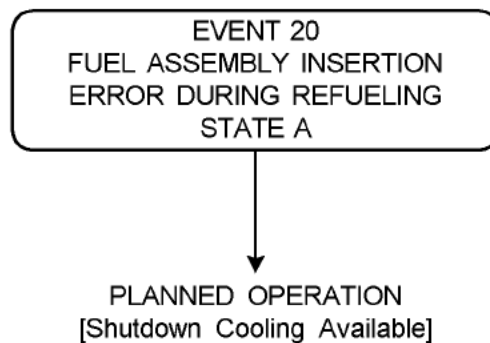 EVENT 20
FUEL ASSEMBLY INSERTION
ERROR DURING REFUELING
STATE A
PLANNED OPERATION
[Shutdown Cooling Available]